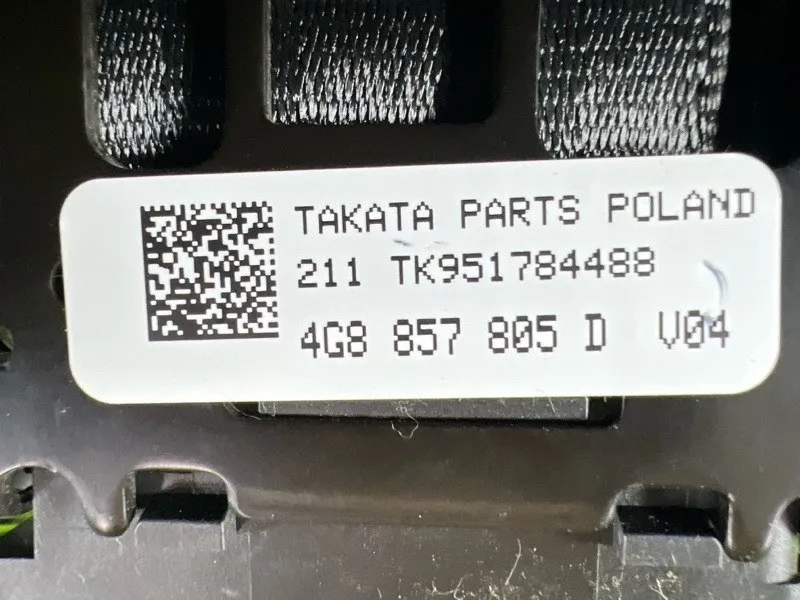 TAKATA PARTS POLAND
211 TK951784488
4G8 857 805 D V04